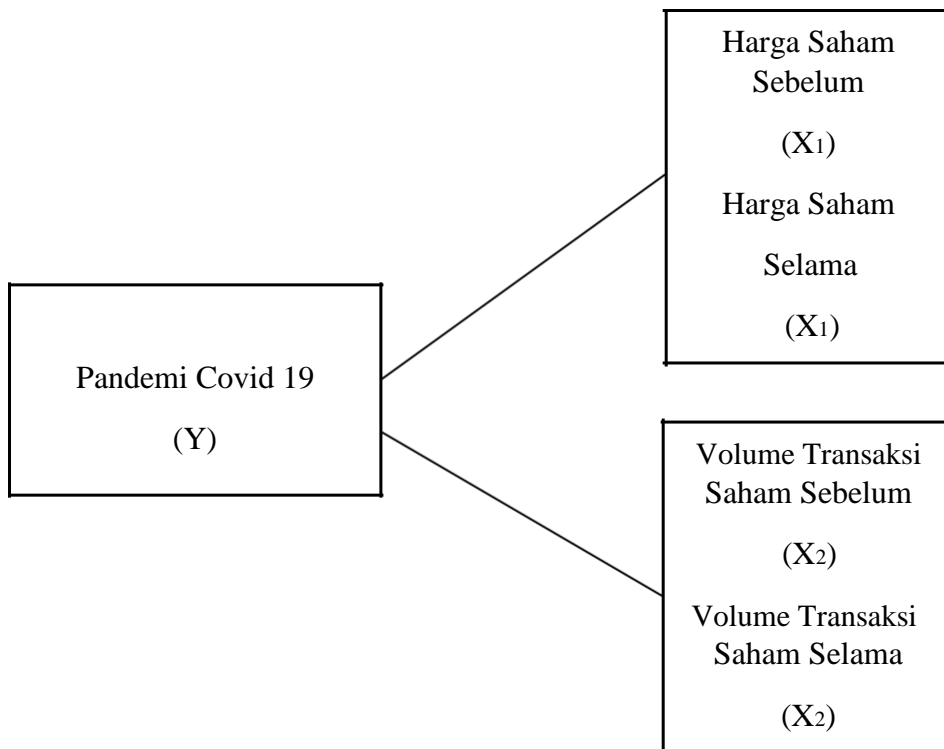 Harga Saham
Sebelum
(X1)
Harga Saham
Selama
(X1)
Pandemi Covid 19
(Y)
Volume Transaksi
Saham Sebelum
(X2)
Volume Transaksi
Saham Selama
(X2)